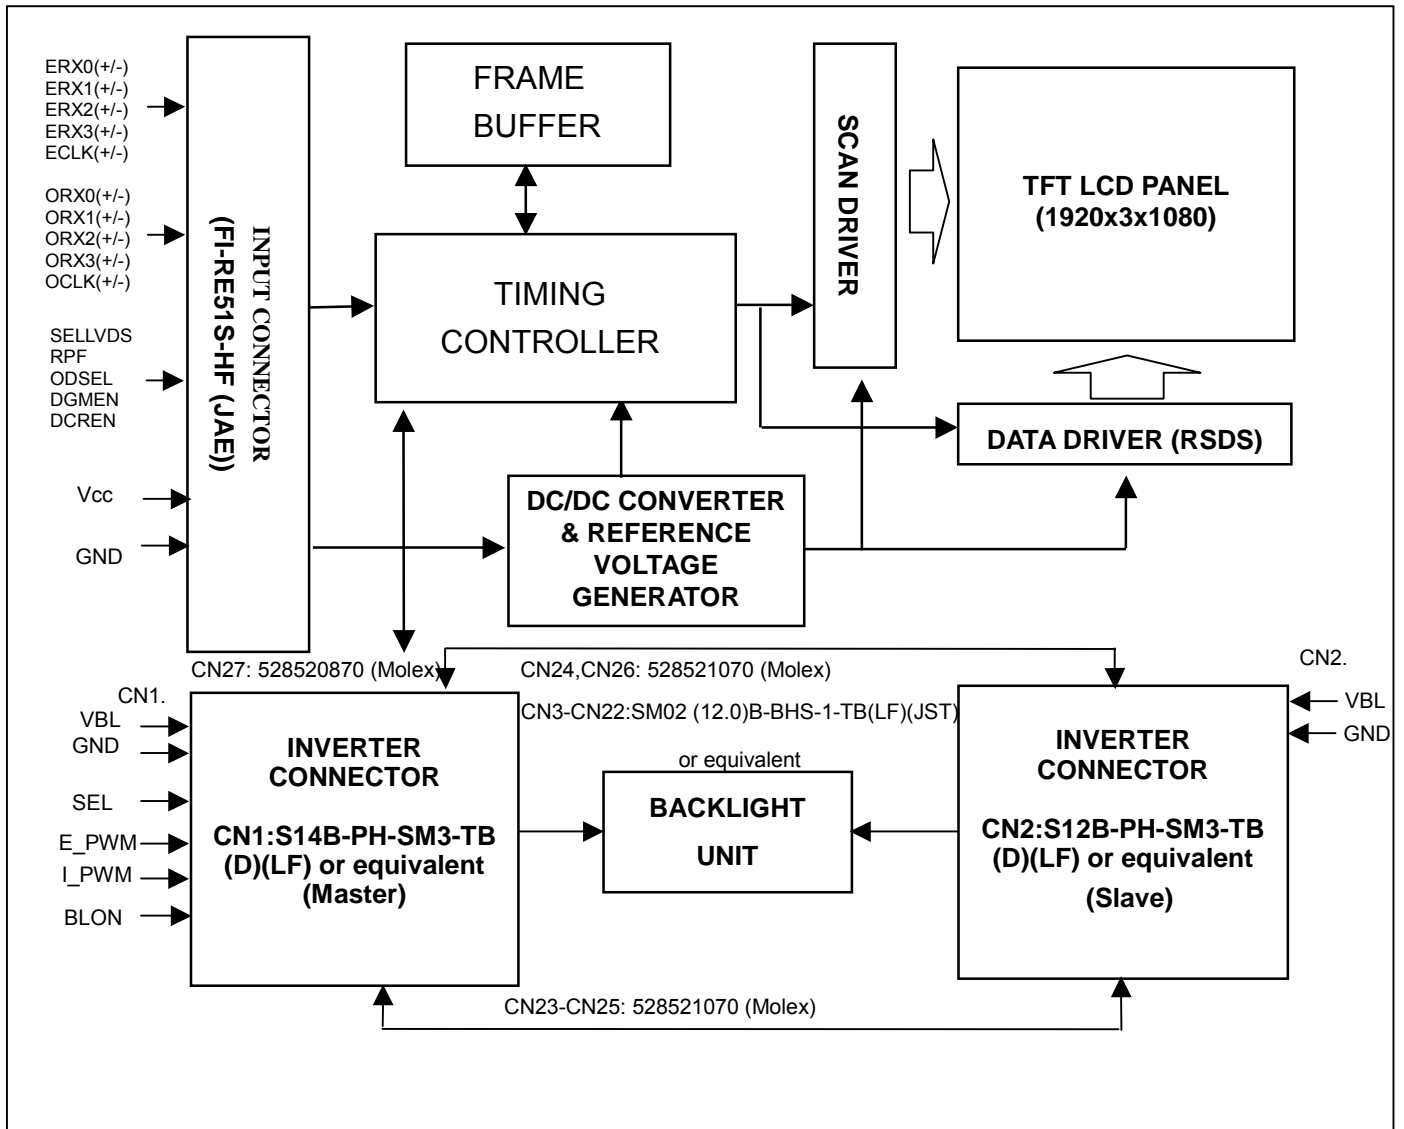 ERX0(+/-)
ERX1(+/-)
ERX2(+/-)
ERX3(+/-)
ECLK(+/-)
ORX0(+/-)
ORX1(+/-)
ORX2(+/-)
ORX3(+/-)
OCLK(+/-)
SELLVDS
RPF
ODSEL
DGMEN
DCREN
Vcc
GND
INPUT CONNECTOR
(FI-RE51S-HF (JAE))
FRAME
BUFFER
TIMING
CONTROLLER
SCAN DRIVER
TFT LCD PANEL
(1920x3x1080)
DATA DRIVER (RSDS)
DC/DC CONVERTER
& REFERENCE
VOLTAGE
GENERATOR
CN27: 528520870 (Molex)
CN24,CN26: 528521070 (Molex)
CN3-CN22:SM02 (12.0)B-BHS-1-TB(LF)(JST)
or equivalent
CN1.
VBL
GND
SEL
E_PWM
I_PWM
BLON
INVERTER
CONNECTOR
CN1:S14B-PH-SM3-TB
(D)(LF) or equivalent
(Master)
BACKLIGHT
UNIT
INVERTER
CONNECTOR
CN2:S12B-PH-SM3-TB
(D)(LF) or equivalent
(Slave)
CN2.
VBL
GND
CN23-CN25: 528521070 (Molex)